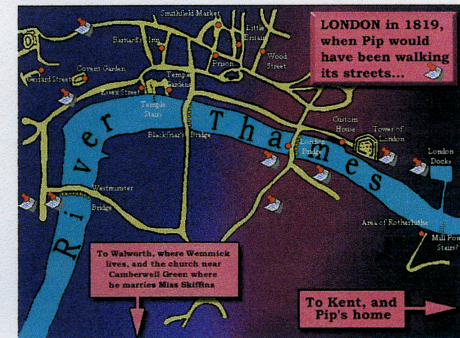 Smithfield Market
LONDON in 1819,
when Pip would
have been walking
its streets...
Barnard's Inn
Little
Britain
Wood
Street
Prison
Covent Garden
Gerrard Street
Temple
Gardens
Essex Street
Temple
Stairs
Blackfriar's Bridge
River Thames
Custom
House
Tower of
London
London
Bridge
London
Docks
Westminster
Bridge
Area of Rotherhithe
Mill Pond
Stairs?
To Walworth, where Wemmick
lives, and the church near
Camberwell Green where
he marries Miss Skiffins
To Kent, and
Pip's home